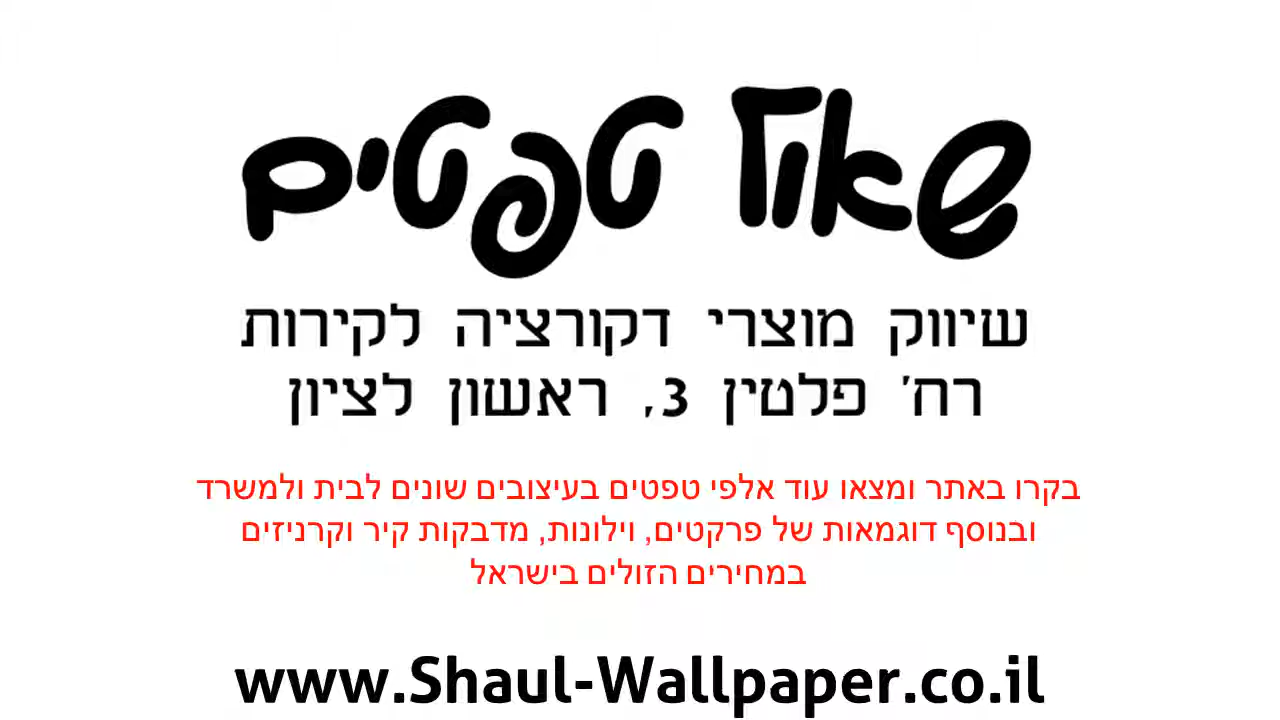 שאול טפטים
שיווק מוצרי דקורציה לקירות
רח' פלטין 3, ראשון לציון
בקרו באתר ומצאו עוד אלפי טפטים בעיצובים שונים לבית ולמשרד
ובנוסף דוגמאות של פרקטים, וילונות, מדבקות קיר וקרניזים
במחירים הזולים בישראל
www.Shaul-Wallpaper.co.il